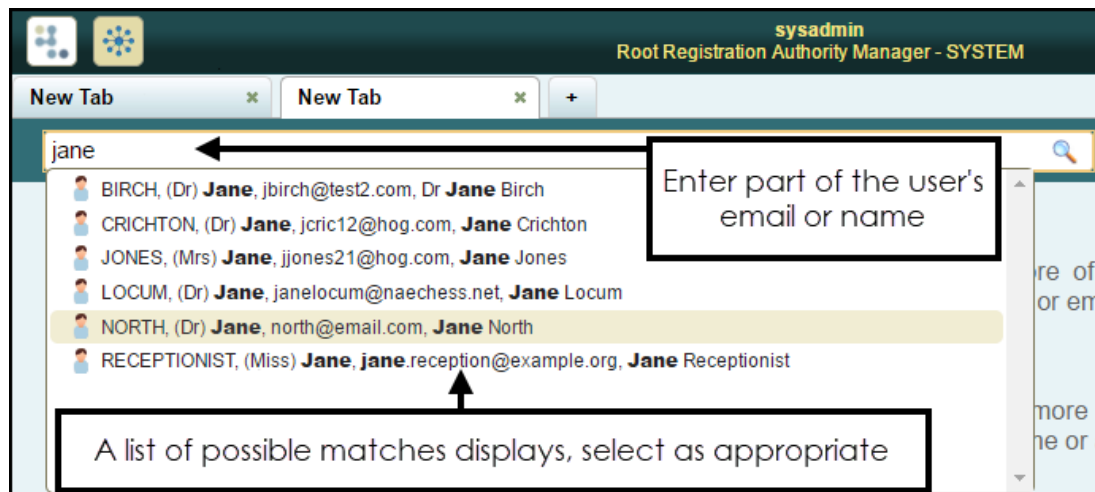 sysadmin
Root Registration Authority Manager - SYSTEM
New Tab × New Tab × +
jane
Enter part of the user's
email or name
BIRCH, (Dr) Jane, jbirch@test2.com, Dr Jane Birch
CRICHTON, (Dr) Jane, jcric12@hog.com, Jane Crichton
JONES, (Mrs) Jane, jjones21@hog.com, Jane Jones
LOCUM, (Dr) Jane, janelocum@naechess.net, Jane Locum
NORTH, (Dr) Jane, north@email.com, Jane North
RECEPTIONIST, (Miss) Jane, jane.reception@example.org, Jane Receptionist
A list of possible matches displays, select as appropriate
of
or
more
or